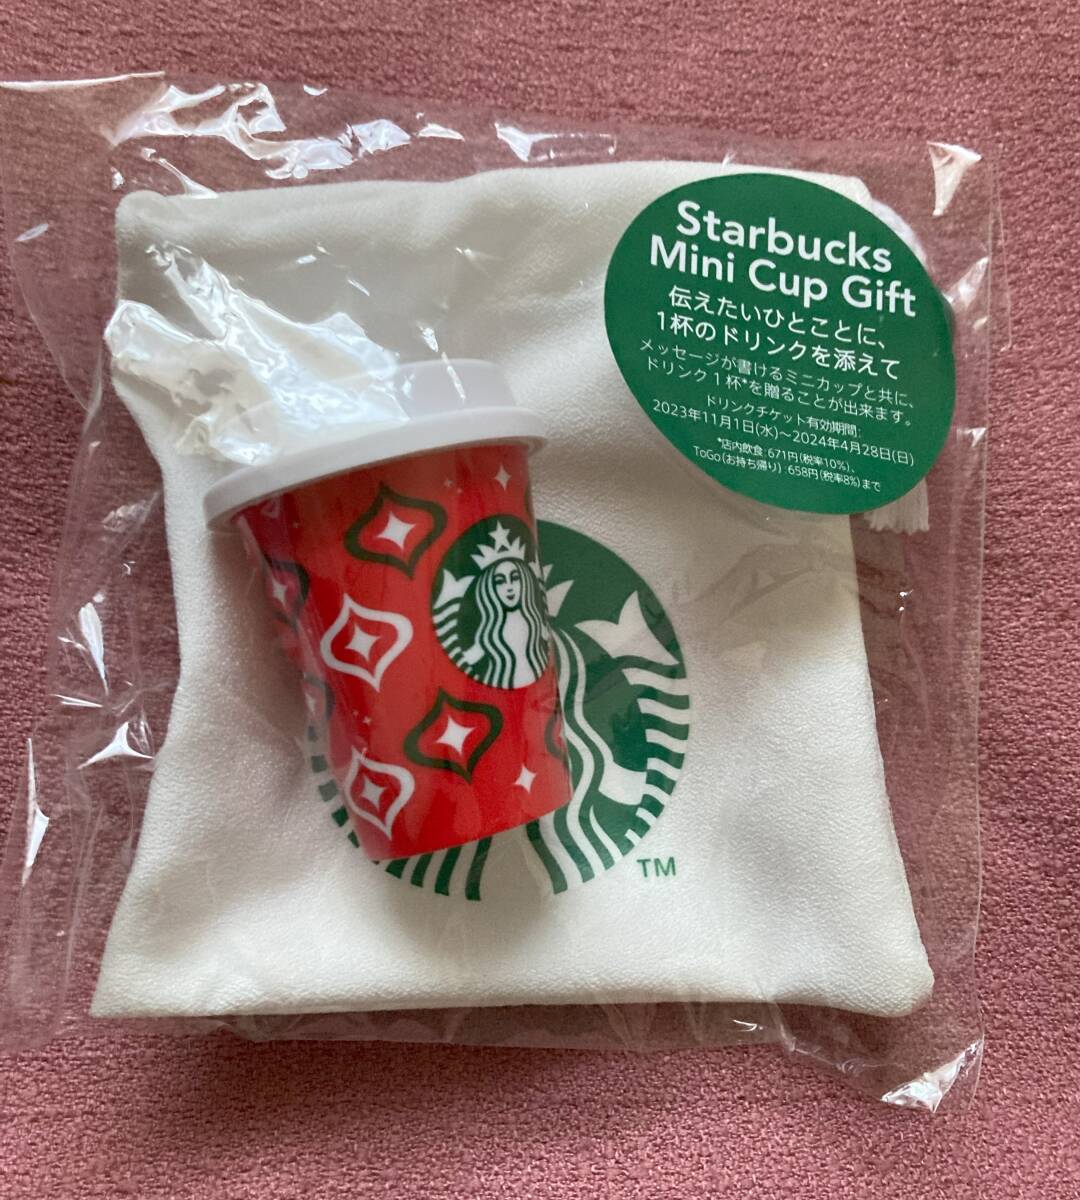 Starbucks
Mini Cup Gift
伝えたいひとことに、
1杯のドリンクを添えて
メッセージが書けるミニカップと共に、
ドリンク1杯*を贈ることが出来ます。
ドリンクチケット有効期間:
2023年11月1日(水)～2024年4月28日(日)
*店内飲食:671円(税率10%)、
ToGo(お持ち帰り):658円(税率8%)まで
TM